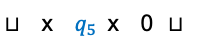 ⊔ x q₅ x 0 ⊔